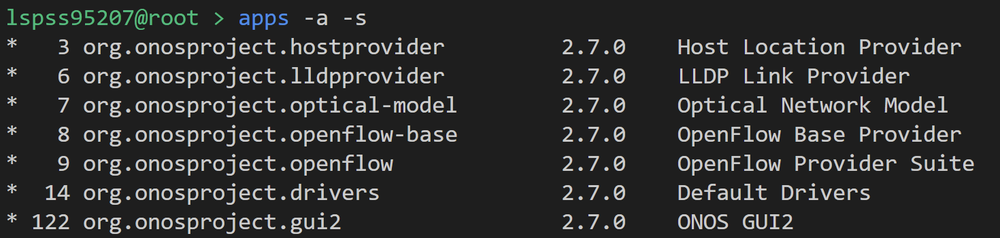 lspss95207@root > apps -a -s
*   3 org.onosproject.hostprovider         2.7.0    Host Location Provider
*   6 org.onosproject.lldpprovider         2.7.0    LLDP Link Provider
*   7 org.onosproject.optical-model        2.7.0    Optical Network Model
*   8 org.onosproject.openflow-base        2.7.0    OpenFlow Base Provider
*   9 org.onosproject.openflow             2.7.0    OpenFlow Provider Suite
*  14 org.onosproject.drivers              2.7.0    Default Drivers
* 122 org.onosproject.gui2                 2.7.0    ONOS GUI2